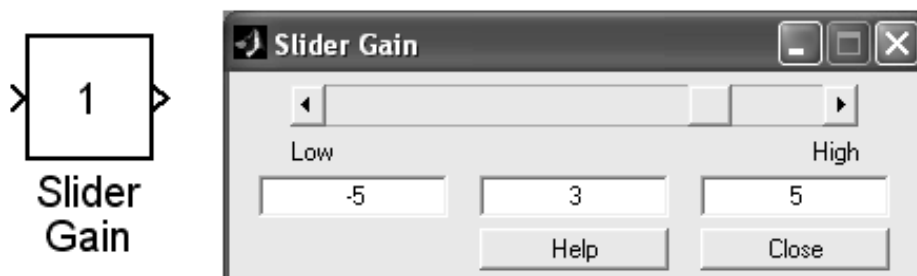 1
Slider
Gain
Slider Gain
Low High
-5 3 5
Help Close